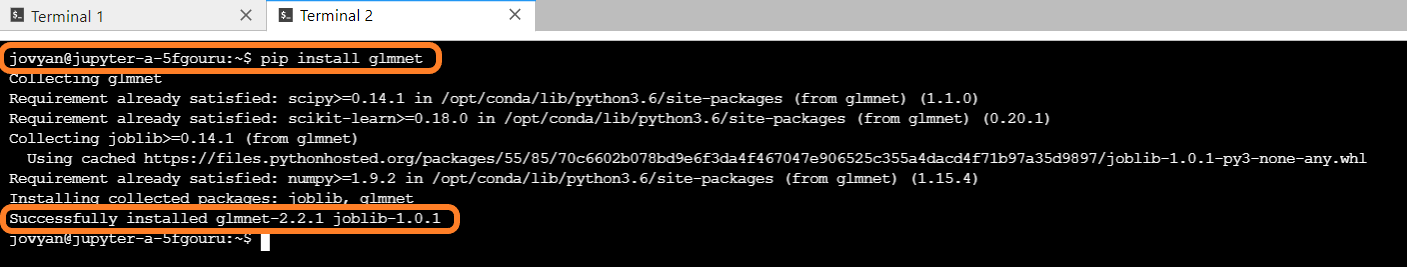 Terminal 1
Terminal 2
jovyan@jupyter-a-5fgouru:~$ pip install glmnet
Collecting glmnet
Requirement already satisfied: scipy>=0.14.1 in /opt/conda/lib/python3.6/site-packages (from glmnet) (1.1.0)
Requirement already satisfied: scikit-learn>=0.18.0 in /opt/conda/lib/python3.6/site-packages (from glmnet) (0.20.1)
Collecting joblib>=0.14.1 (from glmnet)
  Using cached https://files.pythonhosted.org/packages/55/85/70c6602b078bd9e6f3da4f467047e906525c355a4dacd4f71b97a35d9897/joblib-1.0.1-py3-none-any.whl
Requirement already satisfied: numpy>=1.9.2 in /opt/conda/lib/python3.6/site-packages (from glmnet) (1.15.4)
Installing collected packages: joblib, glmnet
Successfully installed glmnet-2.2.1 joblib-1.0.1
jovyan@jupyter-a-5fgouru:~$